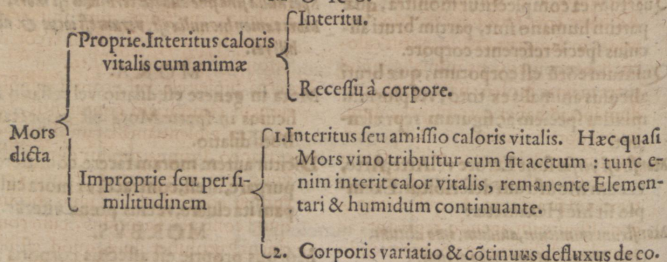 Mors
dicta
Proprie. Interitus caloris
vitalis cum animæ
Interitu.
Recessu à corpore.
Improprie seu per si-
militudinem
1. Interitus seu amissio caloris vitalis. Hæc quasi
Mors vino tribuitur cum fit acetum : tunc e-
nim interit calor vitalis, remanente Elemen-
tari & humidum continuante.
2. Corporis variatio & cõtinuus defluxus de co.